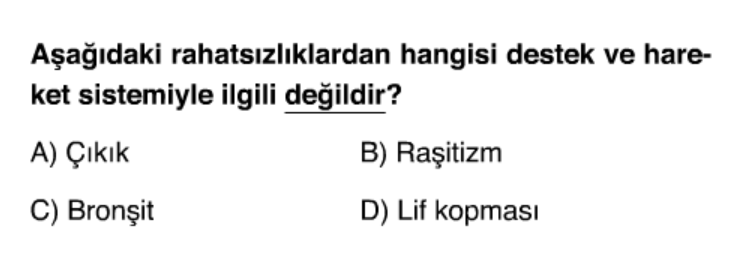 Aşağıdaki rahatsızlıklardan hangisi destek ve hare-
ket sistemiyle ilgili değildir?
A) Çıkık B) Raşitizm
C) Bronşit D) Lif kopması